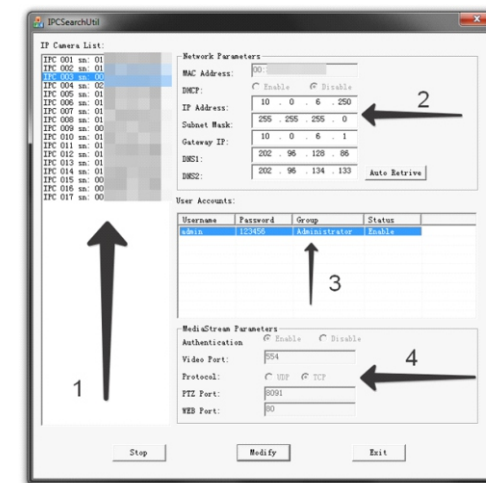 IPCSearchUtil
IP Camera List:
IPC 001 sn: 01
IPC 002 sn: 01
IPC 003 sn: 00
IPC 004 sn: 02
IPC 005 sn: 01
IPC 006 sn: 01
IPC 007 sn: 01
IPC 008 sn: 01
IPC 009 sn: 00
IPC 010 sn: 01
IPC 011 sn: 01
IPC 012 sn: 01
IPC 013 sn: 01
IPC 014 sn: 01
IPC 015 sn: 00
IPC 016 sn: 00
IPC 017 sn: 00
1
Network Parameters
MAC Address: 00:
DHCP: Enable Disable
IP Address: 10 . 0 . 6 . 250
Subnet Mask: 255 . 255 . 255 . 0
Gateway IP: 10 . 0 . 6 . 1
DNS1: 202 . 96 . 128 . 86
DNS2: 202 . 96 . 134 . 133 Auto Retrive
2
User Accounts:
Username Password Group Status
admin 123456 Administrator Enable
3
MediaStream Parameters
Authentication Enable Disable
Video Port: 554
Protocol: UDP TCP
PTZ Port: 8091
WEB Port: 80
4
Stop Modify Exit